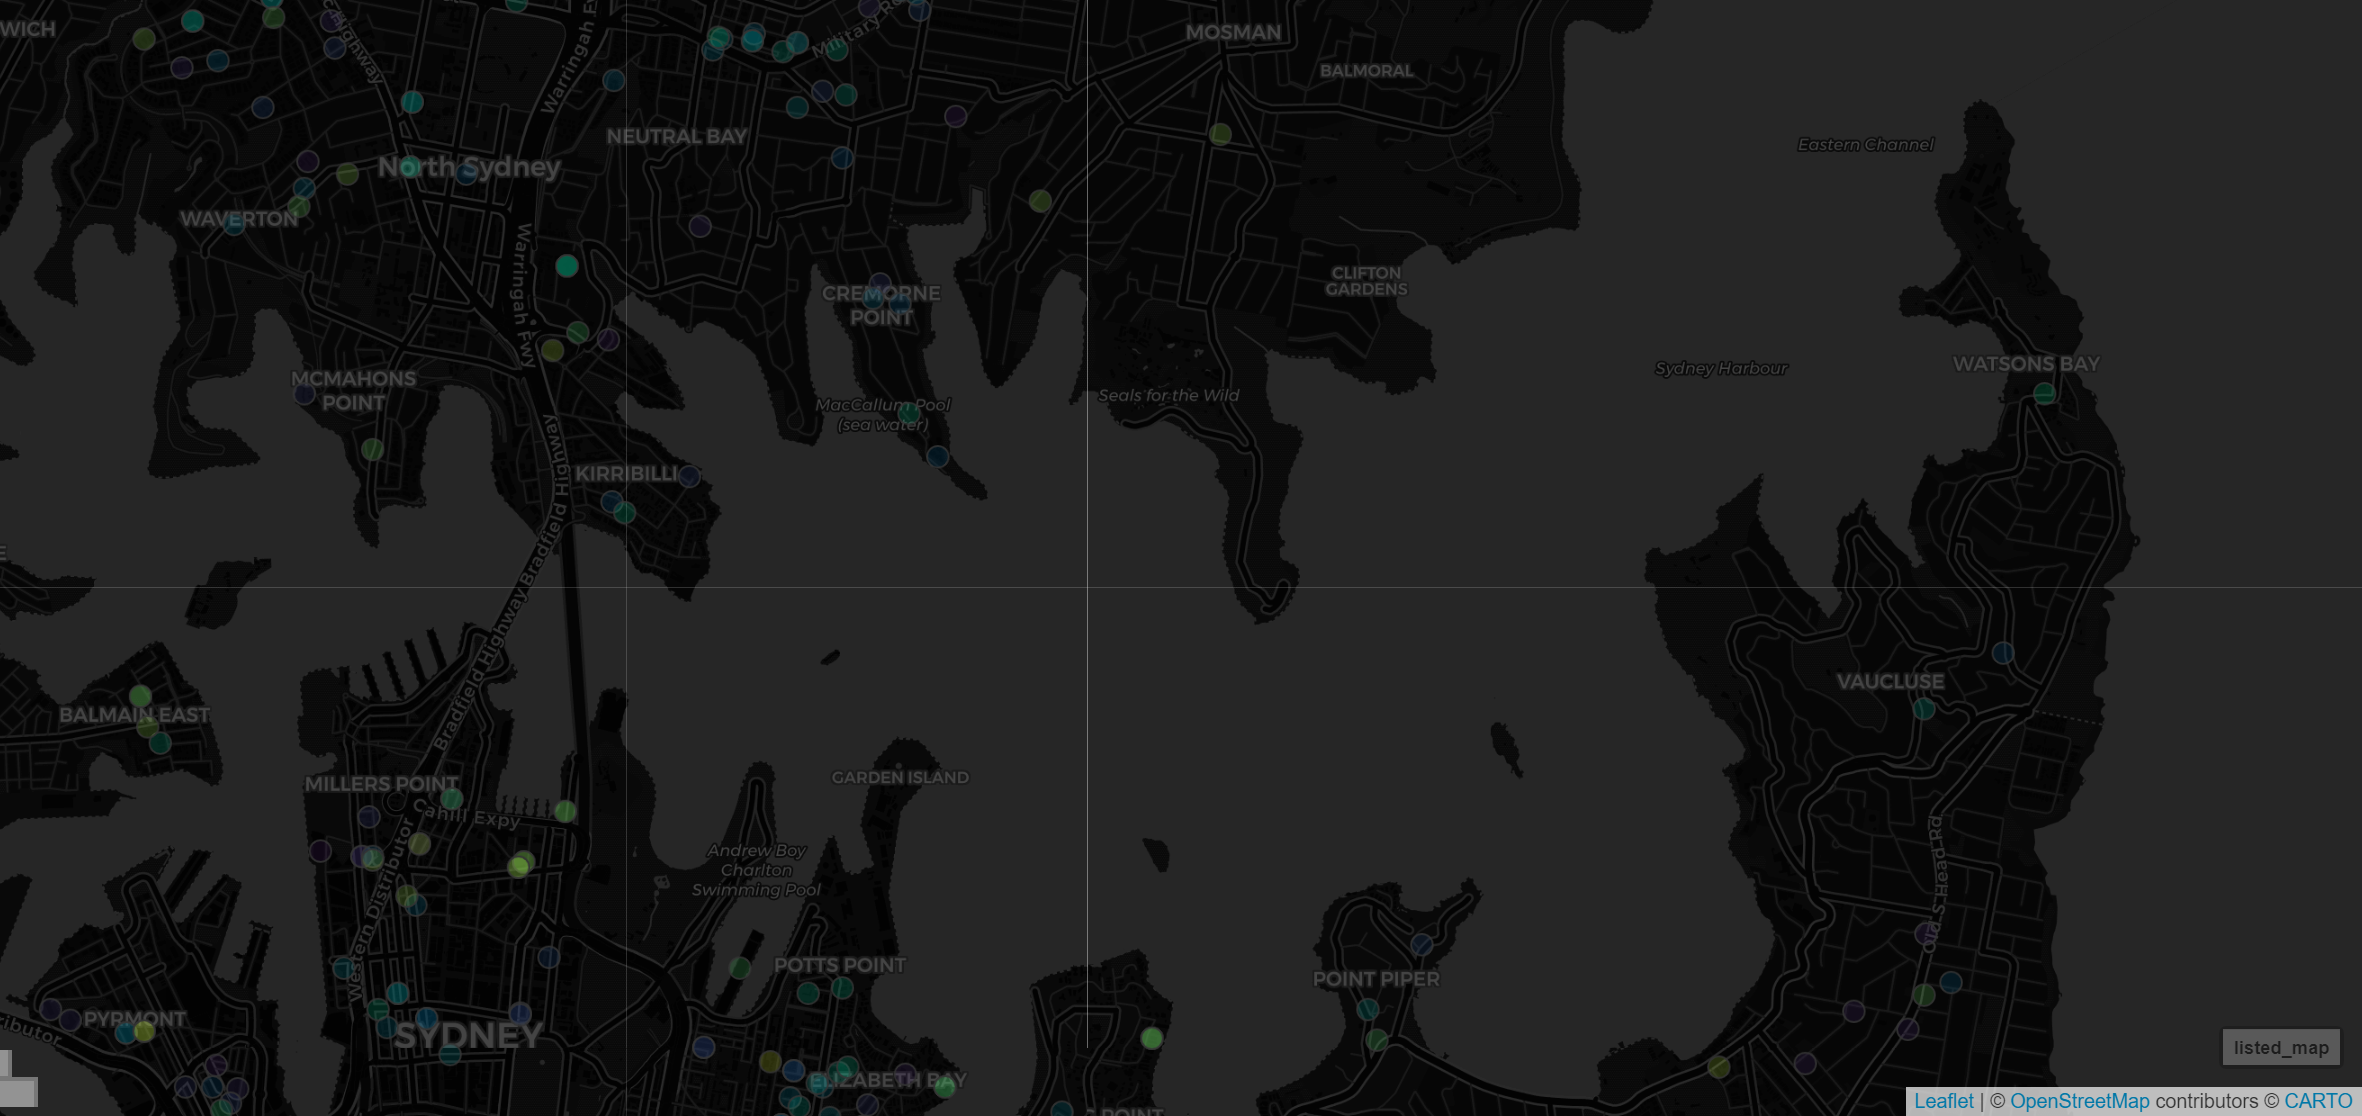 WICH
MOSMAN
BALMORAL
Military R
Highway
Warringah F
NEUTRAL BAY
Eastern Channel
North Sydney
WAVERTON
Warringah Fwy
CLIFTON
GARDENS
CREMORNE
POINT
MCMAHONS
POINT
Sydney Harbour
WATSONS BAY
Seals for the Wild
MacCallum Pool
(sea water)
KIRRIBILLI
Bradfield Highway
Bradfield Highway
VAUCLUSE
BALMAIN EAST
MILLERS POINT
Cahill Expy
GARDEN ISLAND
Western Distributor
Andrew Boy
Charlton
Swimming Pool
Old S Head Rd
POTTS POINT
POINT PIPER
PYRMONT
ributor
SYDNEY
ELIZABETH BAY
POINT
listed_map
Leaflet | © OpenStreetMap contributors © CARTO